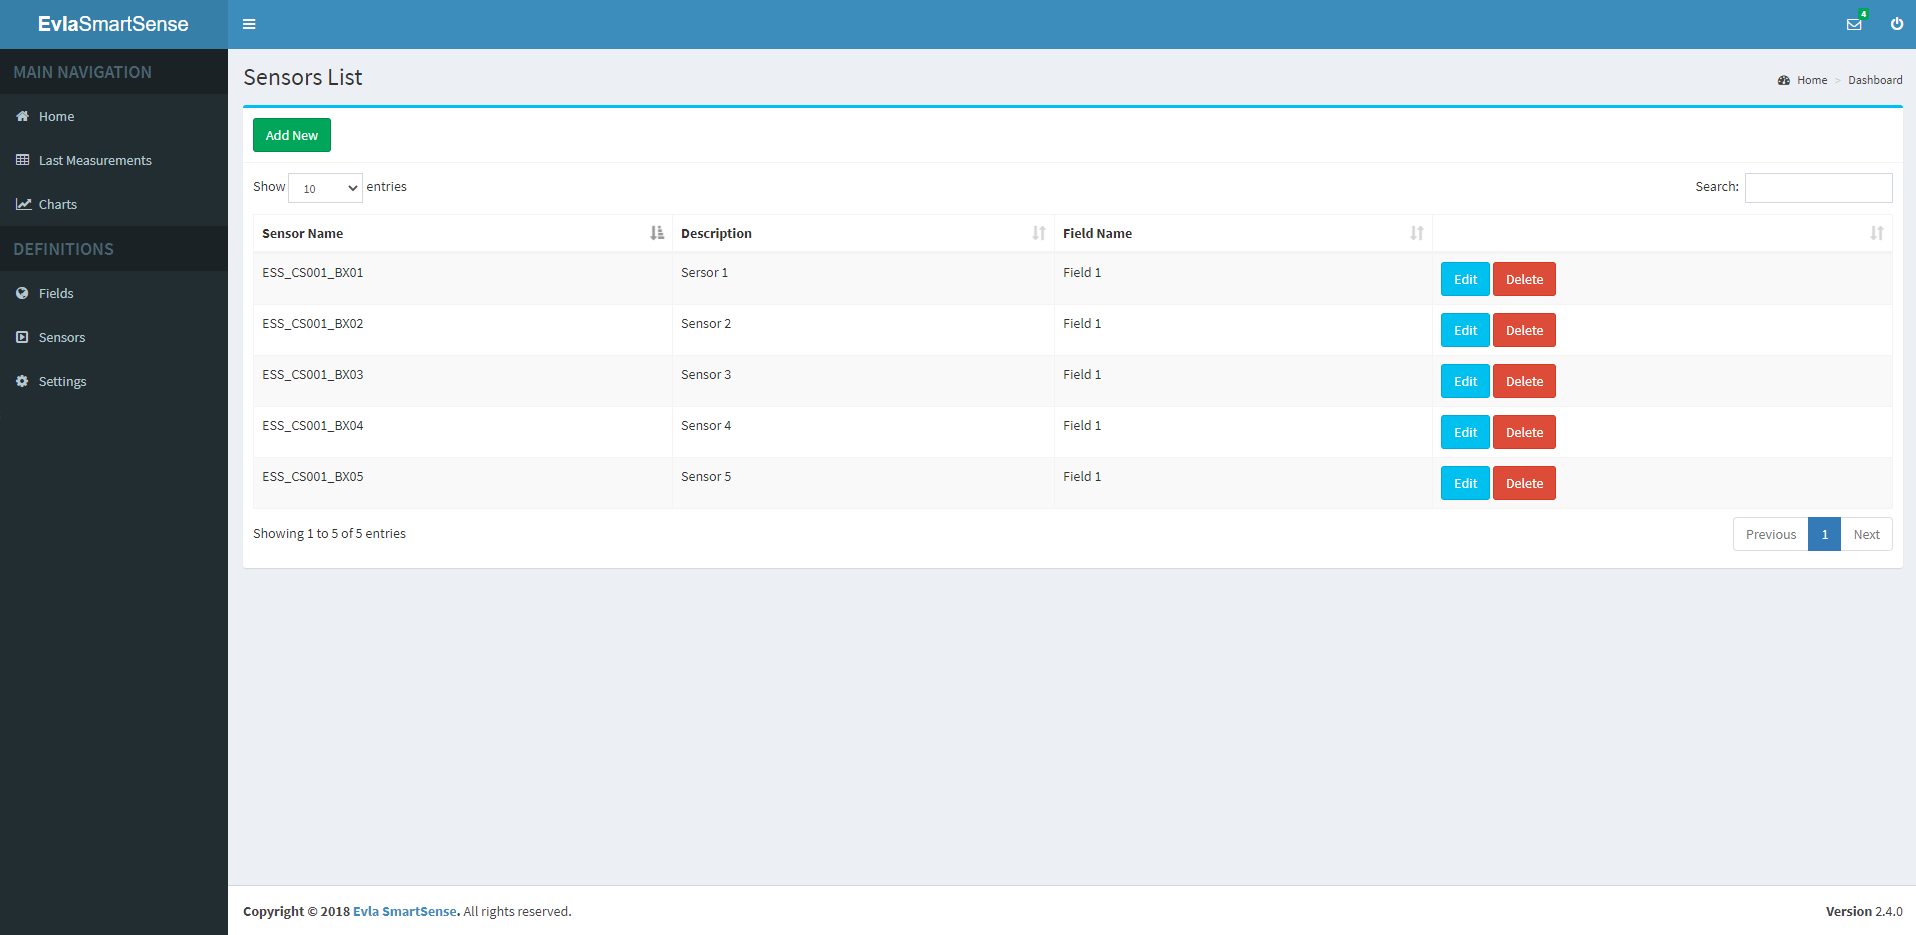 EvlaSmartSense
4
MAIN NAVIGATION
Home
Last Measurements
Charts
DEFINITIONS
Fields
Sensors
Settings
Sensors List
Home > Dashboard
Add New
Show 10 entries
Search:
Sensor Name Description Field Name
ESS_CS001_BX01 Sersor 1 Field 1 Edit Delete
ESS_CS001_BX02 Sensor 2 Field 1 Edit Delete
ESS_CS001_BX03 Sensor 3 Field 1 Edit Delete
ESS_CS001_BX04 Sensor 4 Field 1 Edit Delete
ESS_CS001_BX05 Sensor 5 Field 1 Edit Delete
Showing 1 to 5 of 5 entries
Previous 1 Next
Copyright © 2018 Evla SmartSense. All rights reserved.
Version 2.4.0